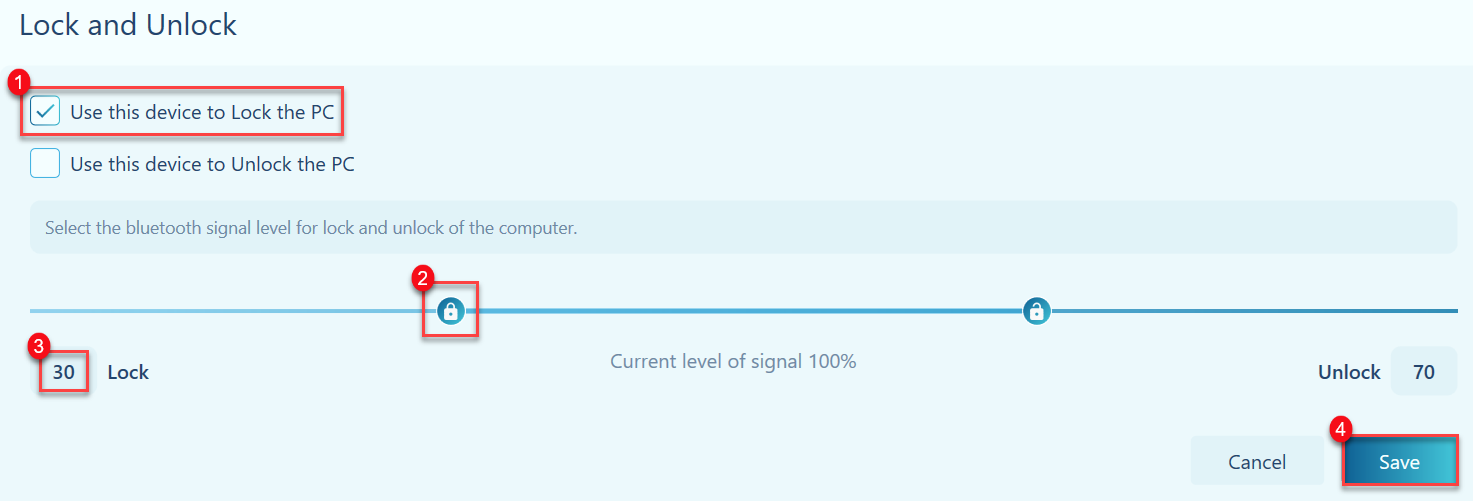 Lock and Unlock
1
Use this device to Lock the PC
Use this device to Unlock the PC
Select the bluetooth signal level for lock and unlock of the computer.
2
3
30 Lock Current level of signal 100% Unlock 70
4
Cancel Save